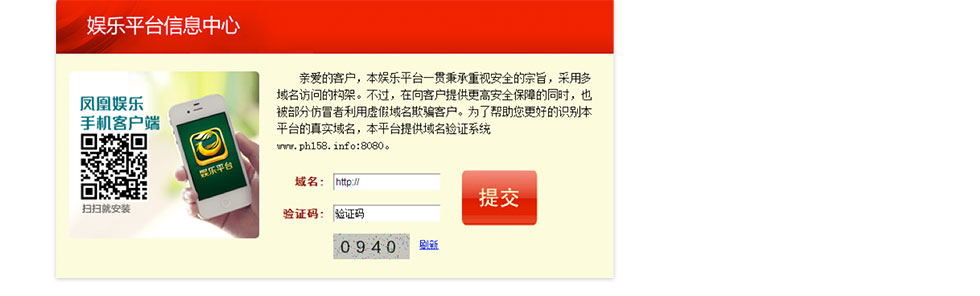 娱乐平台信息中心
凤凰娱乐
手机客户端
娱乐平台
扫扫就安装
亲爱的客户，本娱乐平台一贯秉承重视安全的宗旨，采用多
域名访问的构架。不过，在向客户提供更高安全保障的同时，也
被部分仿冒者利用虚假域名欺骗客户。为了帮助您更好的识别本
平台的真实域名，本平台提供域名验证系统
www.ph158.info:8080。
域名： http://
提交
验证码： 验证码
0940 刷新